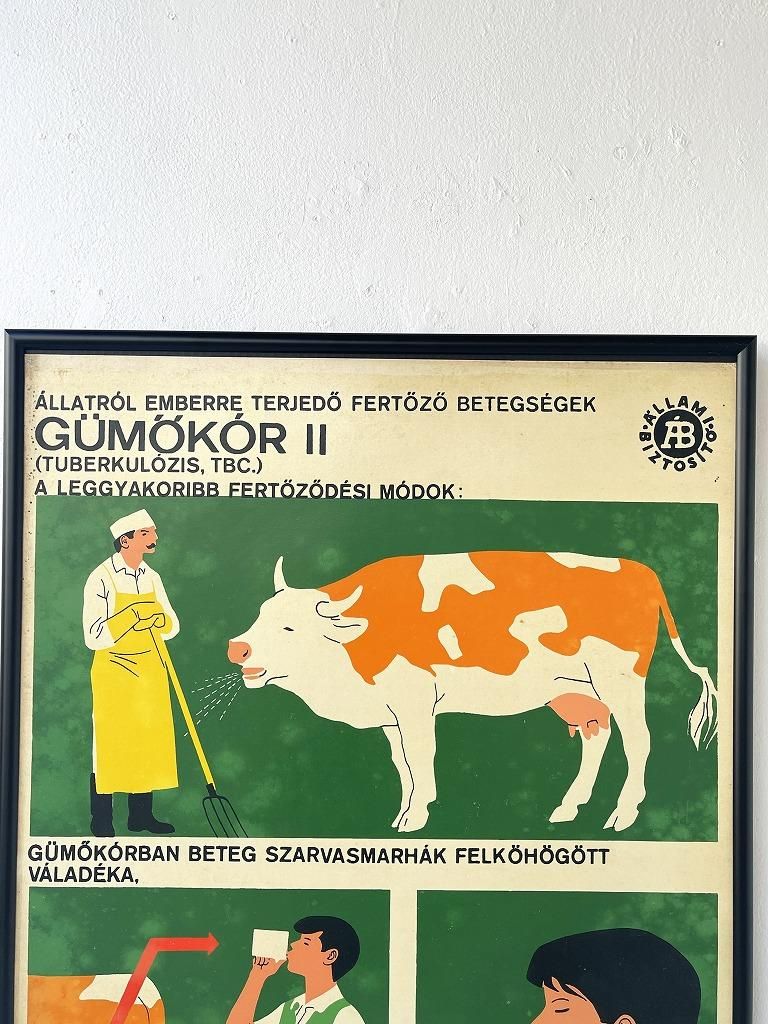 ÁLLATRÓL EMBERRE TERJEDŐ FERTŐZŐ BETEGSÉGEK
GÜMŐKÓR II
(TUBERKULÓZIS, TBC.)
A LEGGYAKORIBB FERTŐZŐDÉSI MÓDOK:
ÁLLAMI
BIZTOSÍTÓ
ÁB
GÜMŐKÓRBAN BETEG SZARVASMARHÁK FELKÖHÖGÖTT
VÁLADÉKA,